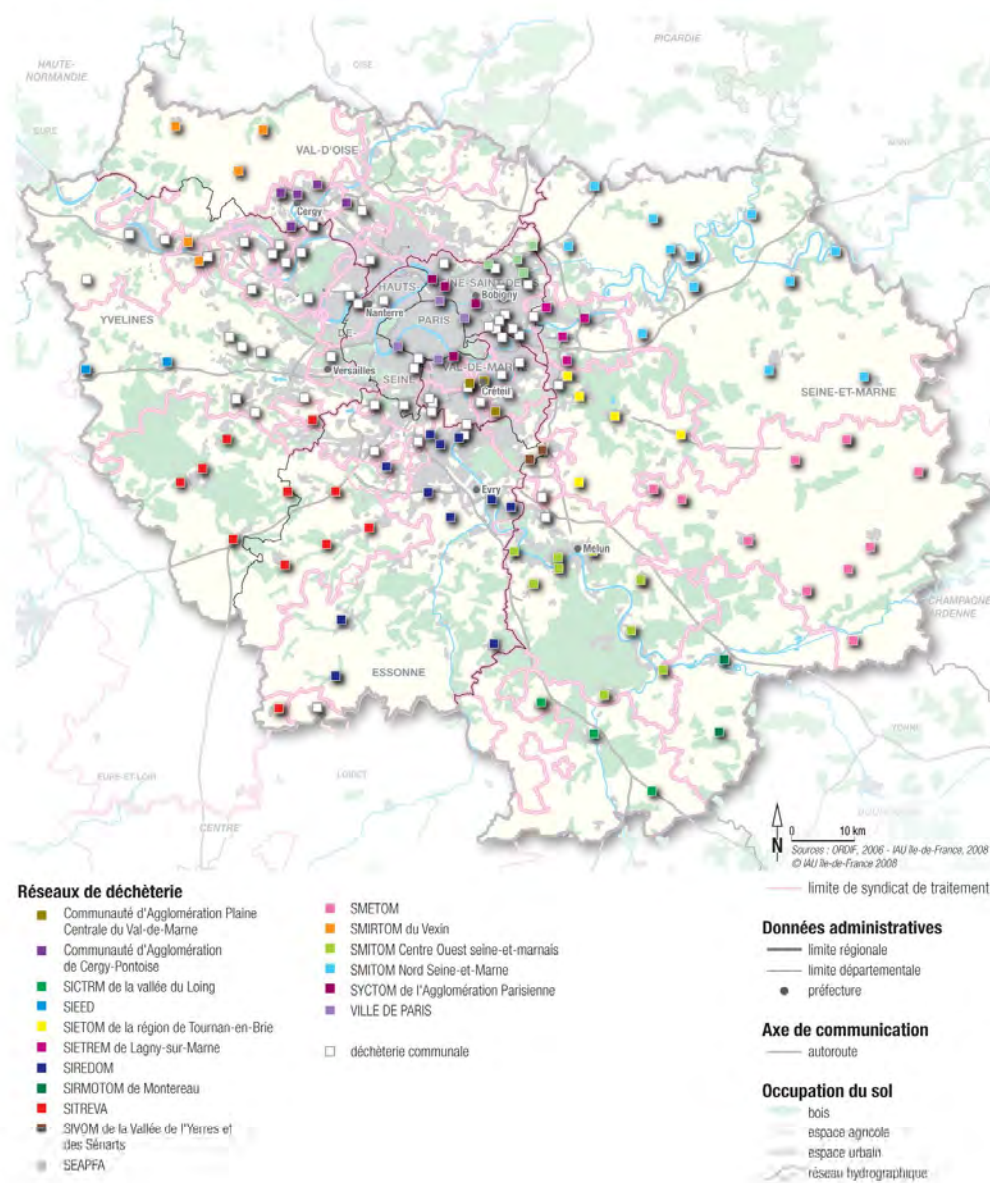 PICARDIE
HAUTE-
NORMANDIE
OISE
EURE
VAL-D'OISE
Cergy
HAUTS-
Bobigny
YVELINES
Nanterre
PARIS
DE-
Versailles
VAL-DE-MAR
SEINE
Créteil
SEINE-ET-MARNE
Evry
Melun
CHAMPAGNE
ARDENNE
ESSONNE
YONNE
EURE-ET-LOIR
LOIRET
CENTRE
N
0 10 km
Sources : ORDIF, 2006 - IAU île-de-France, 2008
© IAU île-de-France 2008
Réseaux de déchèterie
Communauté d'Agglomération Plaine
Centrale du Val-de-Marne
Communauté d'Agglomération
de Cergy-Pontoise
SICTRM de la vallée du Loing
SIEED
SIETOM de la région de Tournan-en-Brie
SIETREM de Lagny-sur-Marne
SIREDOM
SIRMOTOM de Montereau
SITREVA
SIVOM de la Vallée de l'Yerres et
des Sénarts
SEAPFA
SMETOM
SMIRTOM du Vexin
SMITOM Centre Ouest seine-et-marnais
SMITOM Nord Seine-et-Marne
SYCTOM de l'Agglomération Parisienne
VILLE DE PARIS
déchèterie communale
limite de syndicat de traitement
Données administratives
limite régionale
limite départementale
préfecture
Axe de communication
autoroute
Occupation du sol
bois
espace agricole
espace urbain
réseau hydrographique